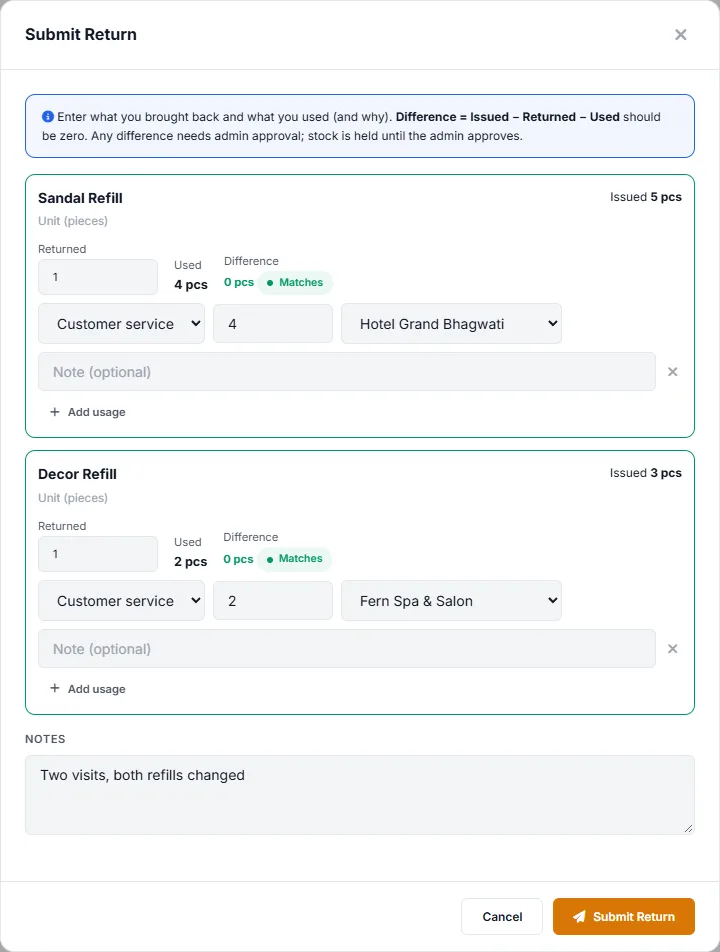 Submit Return
Enter what you brought back and what you used (and why). Difference = Issued − Returned − Used should
be zero. Any difference needs admin approval; stock is held until the admin approves.
Sandal Refill
Issued 5 pcs
Unit (pieces)
Returned
1
Used
4 pcs
Difference
0 pcs
Matches
Customer service
4
Hotel Grand Bhagwati
Note (optional)
+ Add usage
Decor Refill
Issued 3 pcs
Unit (pieces)
Returned
1
Used
2 pcs
Difference
0 pcs
Matches
Customer service
2
Fern Spa & Salon
Note (optional)
+ Add usage
NOTES
Two visits, both refills changed
Cancel
Submit Return